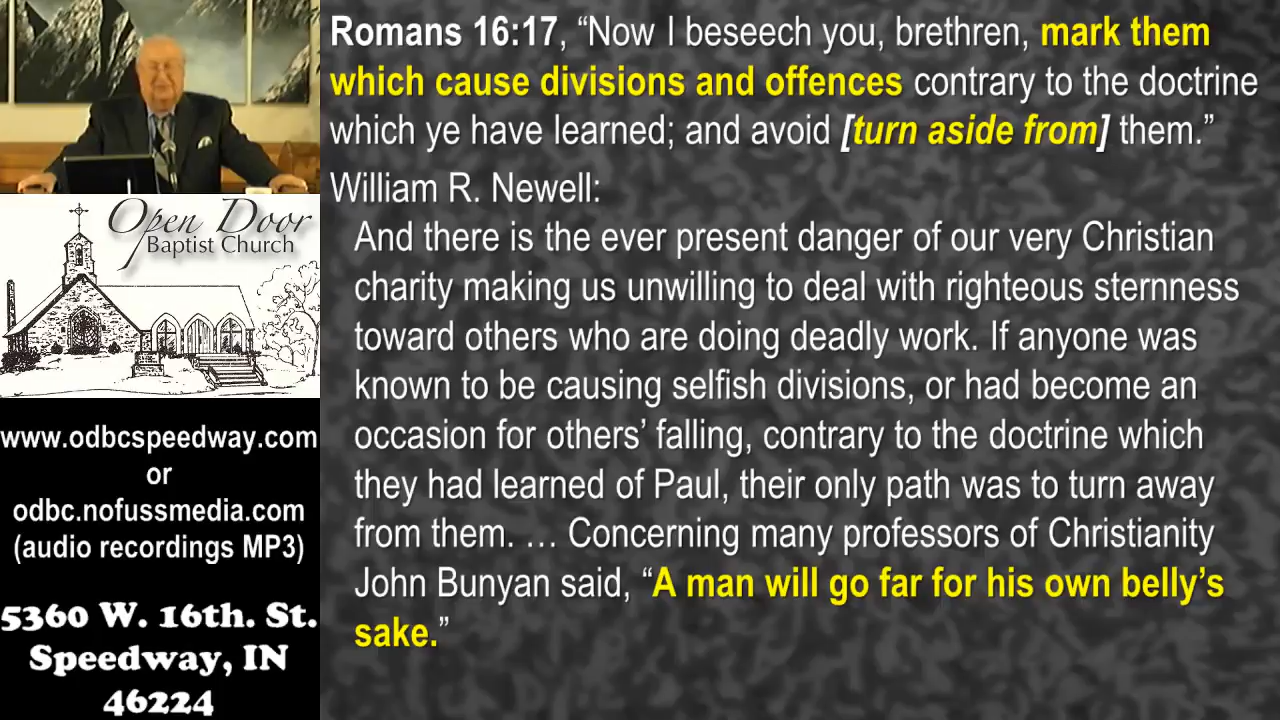 Romans 16:17, “Now I beseech you, brethren, mark them
which cause divisions and offences contrary to the doctrine
which ye have learned; and avoid [turn aside from] them.”
William R. Newell:
And there is the ever present danger of our very Christian
charity making us unwilling to deal with righteous sternness
toward others who are doing deadly work. If anyone was
known to be causing selfish divisions, or had become an
occasion for others’ falling, contrary to the doctrine which
they had learned of Paul, their only path was to turn away
from them. … Concerning many professors of Christianity
John Bunyan said, “A man will go far for his own belly’s
sake.”
Open Door
Baptist Church
www.odbcspeedway.com
or
odbc.nofussmedia.com
(audio recordings MP3)
5360 W. 16th. St.
Speedway, IN
46224